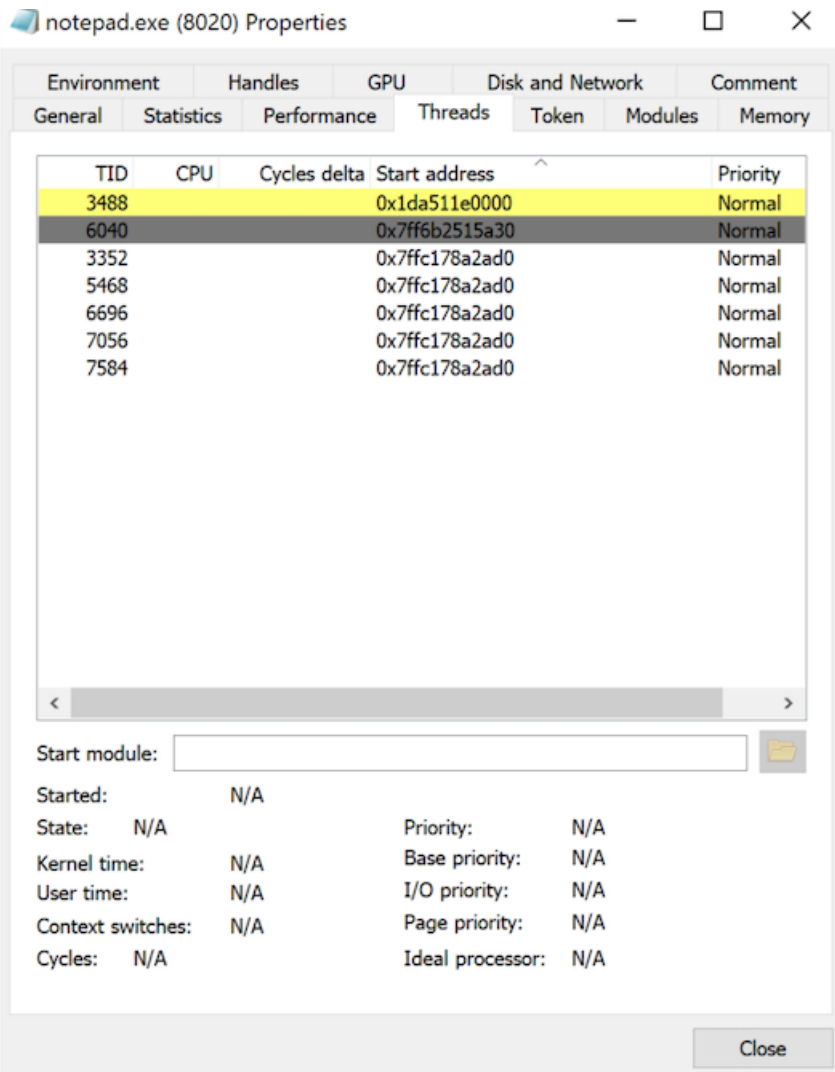 notepad.exe (8020) Properties
Environment Handles GPU Disk and Network Comment
General Statistics Performance Threads Token Modules Memory
TID CPU Cycles delta Start address Priority
3488 0x1da511e0000 Normal
6040 0x7ff6b2515a30 Normal
3352 0x7ffc178a2ad0 Normal
5468 0x7ffc178a2ad0 Normal
6696 0x7ffc178a2ad0 Normal
7056 0x7ffc178a2ad0 Normal
7584 0x7ffc178a2ad0 Normal
Start module:
Started: N/A
State: N/A Priority: N/A
Kernel time: N/A Base priority: N/A
User time: N/A I/O priority: N/A
Context switches: N/A Page priority: N/A
Cycles: N/A Ideal processor: N/A
Close